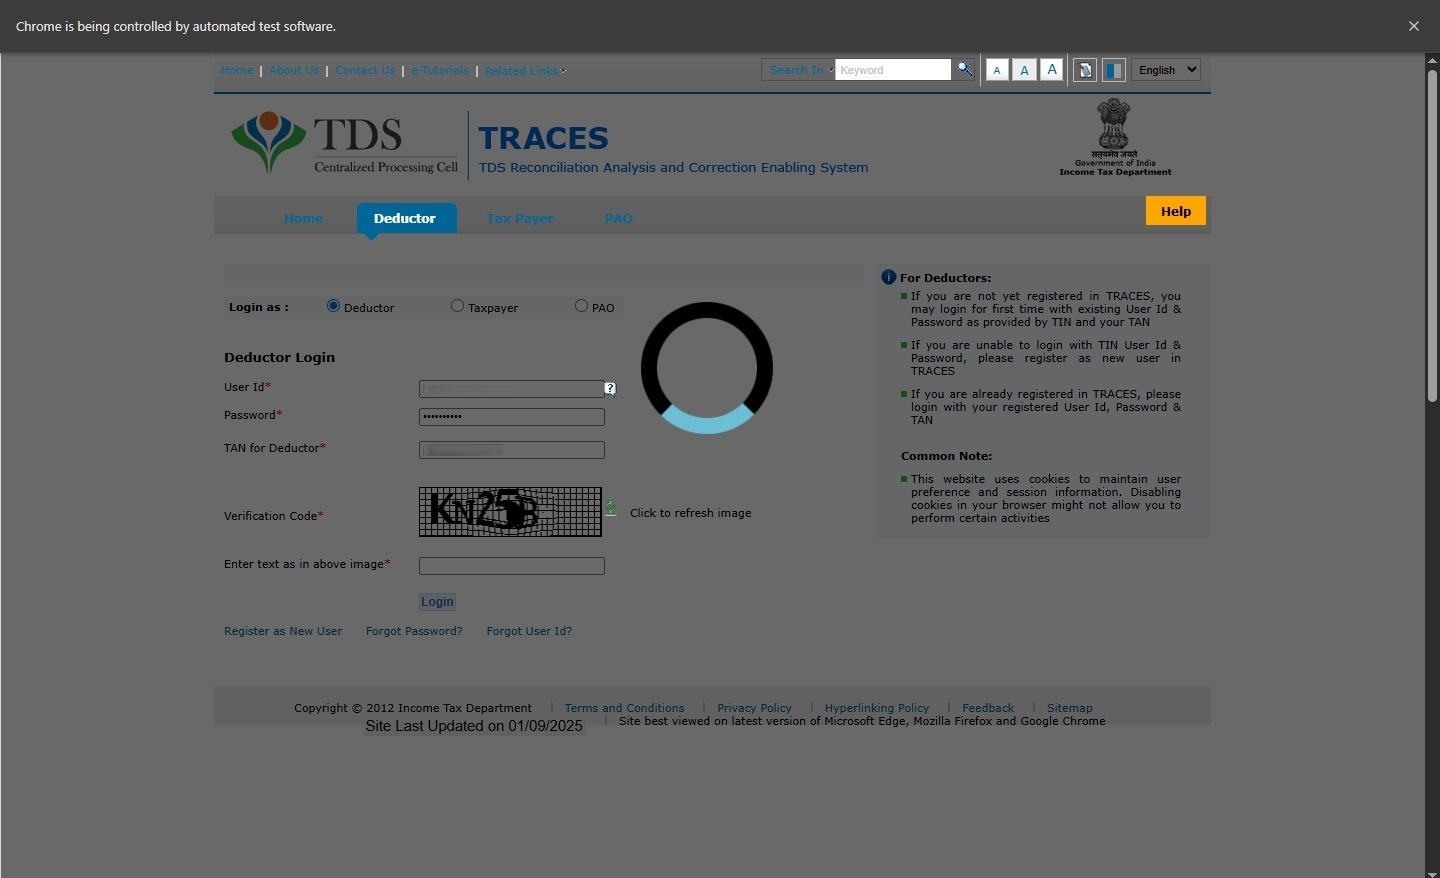 Chrome is being controlled by automated test software.
Home | About Us | Contact Us | e-Tutorials | Related Links
Search In Keyword A A A English
TDS
Centralized Processing Cell
TRACES
TDS Reconciliation Analysis and Correction Enabling System
सत्यमेव जयते
Government of India
Income Tax Department
Home Deductor Tax Payer PAO Help
Login as : Deductor Taxpayer PAO
Deductor Login
User Id*
Password*
TAN for Deductor*
Verification Code* KN25B Click to refresh image
Enter text as in above image*
Login
Register as New User Forgot Password? Forgot User Id?
For Deductors:
If you are not yet registered in TRACES, you
may login for first time with existing User Id &
Password as provided by TIN and your TAN
If you are unable to login with TIN User Id &
Password, please register as new user in
TRACES
If you are already registered in TRACES, please
login with your registered User Id, Password &
TAN
Common Note:
This website uses cookies to maintain user
preference and session information. Disabling
cookies in your browser might not allow you to
perform certain activities
Copyright © 2012 Income Tax Department | Terms and Conditions | Privacy Policy | Hyperlinking Policy | Feedback | Sitemap
Site Last Updated on 01/09/2025 | Site best viewed on latest version of Microsoft Edge, Mozilla Firefox and Google Chrome